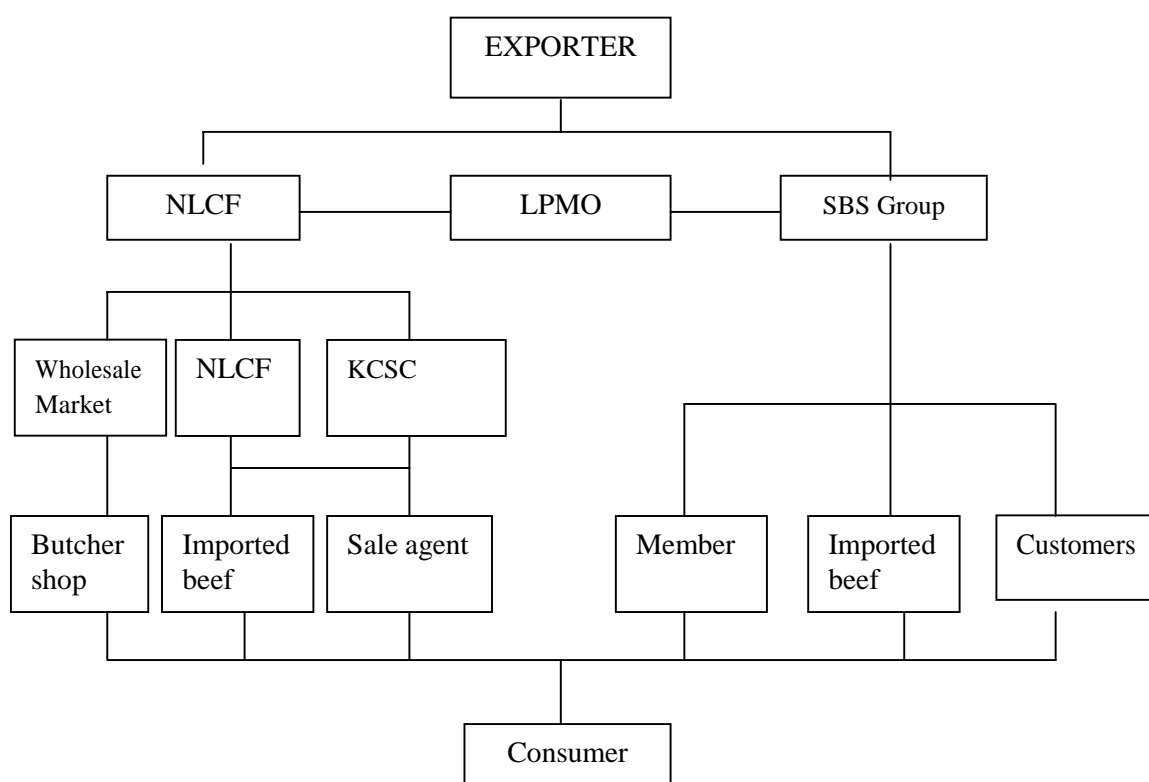 EXPORTER
NLCF
LPMO
SBS Group
Wholesale
Market
NLCF
KCSC
Butcher
shop
Imported
beef
Sale agent
Member
Imported
beef
Customers
Consumer